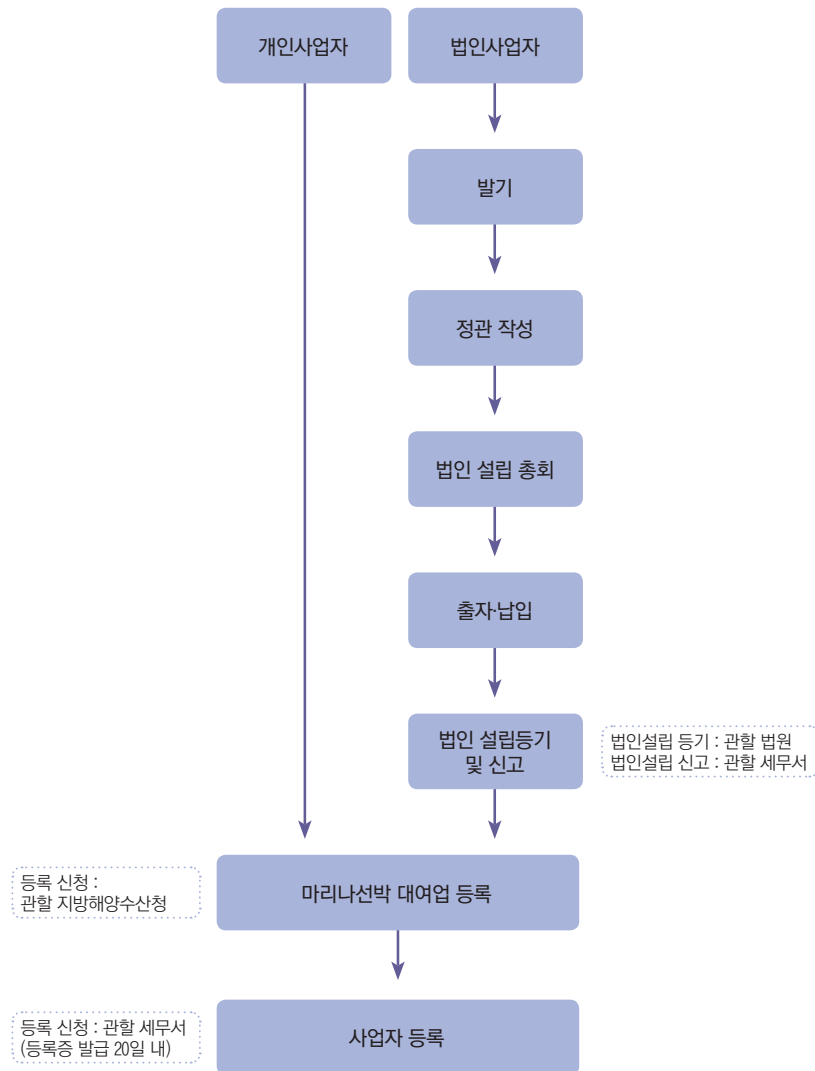 개인사업자
법인사업자
발기
정관 작성
법인 설립 총회
출자·납입
법인 설립등기
및 신고
법인설립 등기 : 관할 법원
법인설립 신고 : 관할 세무서
등록 신청 :
관할 지방해양수산청
마리나선박 대여업 등록
등록 신청 : 관할 세무서
(등록증 발급 20일 내)
사업자 등록